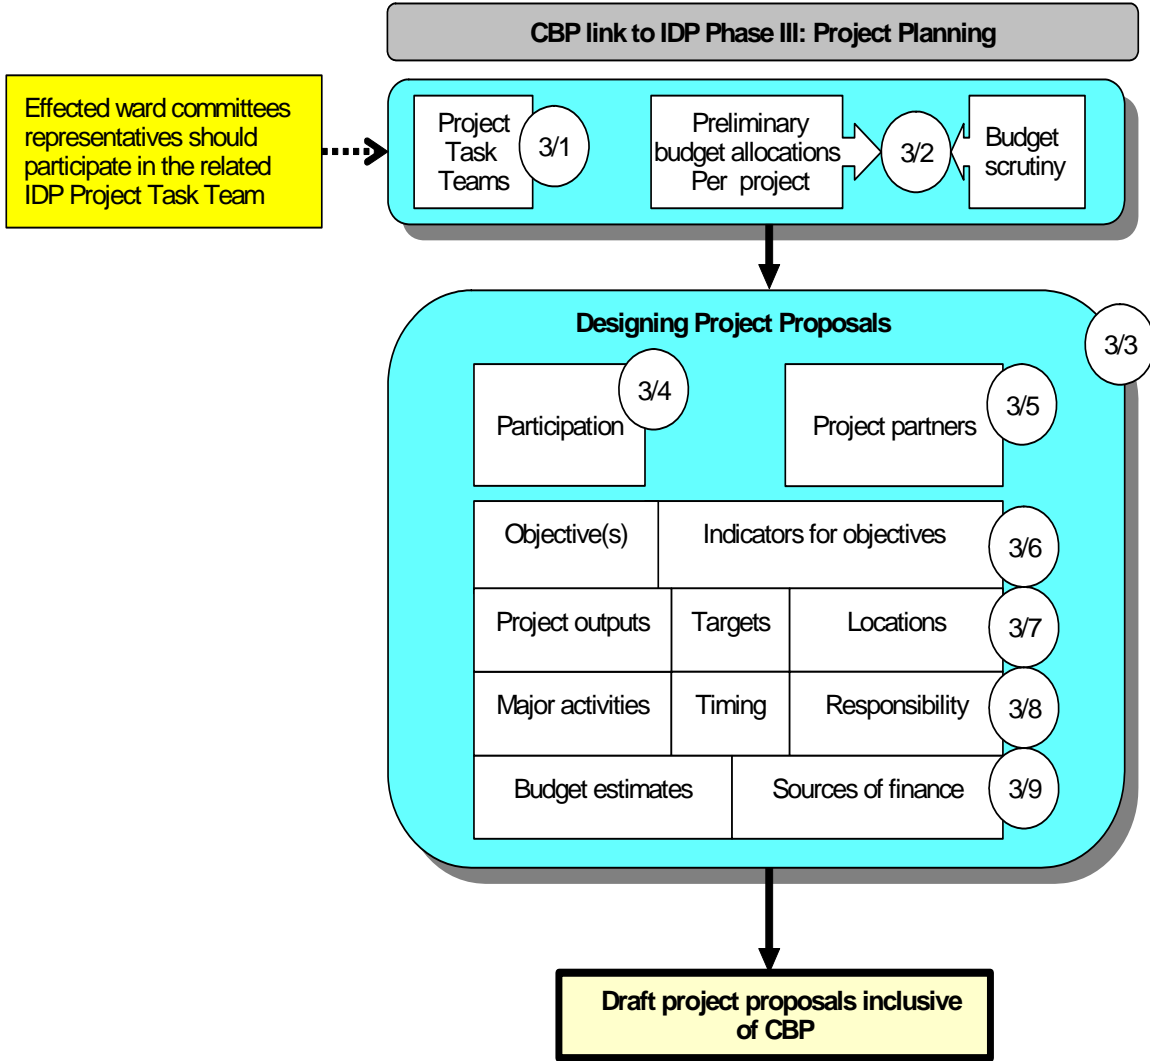 CBP link to IDP Phase III: Project Planning
Effected ward committees
representatives should
participate in the related
IDP Project Task Team
Project
Task
Teams
3/1
Preliminary
budget allocations
Per project
3/2
Budget
scrutiny
Designing Project Proposals
3/3
Participation
3/4
Project partners
3/5
Objective(s)
Indicators for objectives
3/6
Project outputs
Targets
Locations
3/7
Major activities
Timing
Responsibility
3/8
Budget estimates
Sources of finance
3/9
Draft project proposals inclusive
of CBP